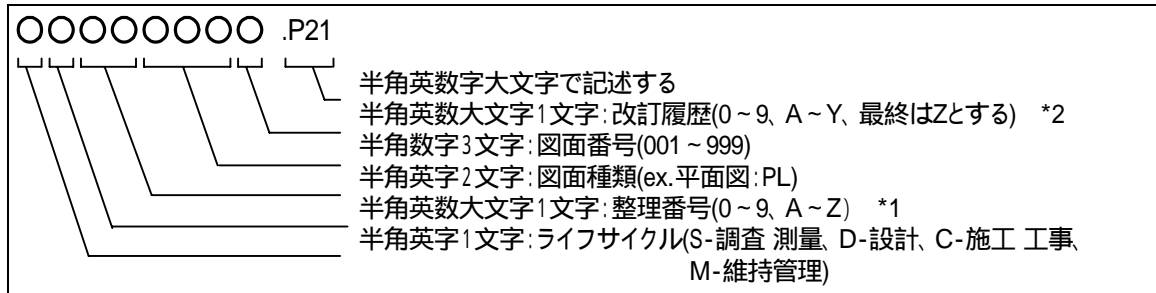 ○○○○○○○○ .P21
半角英数字大文字で記述する
半角英数大文字1文字:改訂履歴(0~9、A~Y、最終はZとする) *2
半角数字3文字:図面番号(001~999)
半角英字2文字:図面種類(ex.平面図:PL)
半角英数大文字1文字:整理番号(0~9、A~Z) *1
半角英字1文字:ライフサイクル(S-調査 測量、D-設計、C-施工 工事、
M-維持管理)